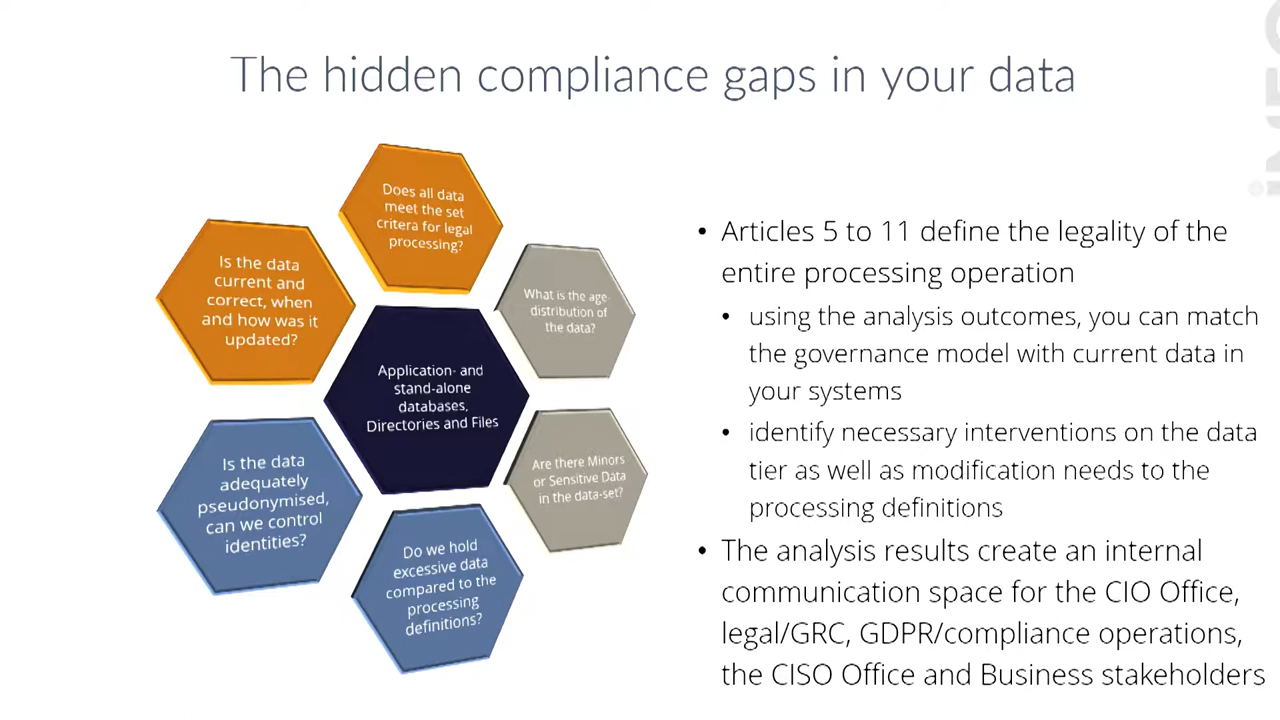 The hidden compliance gaps in your data
Does all data
meet the set
critera for legal
processing?
Is the data
current and
correct, when
and how was it
updated?
What is the age-
distribution of
the data?
Application- and
stand-alone
databases,
Directories and Files
Is the data
adequately
pseudonymised,
can we control
identities?
Are there Minors
or Sensitive Data
in the data-set?
Do we hold
excessive data
compared to the
processing
definitions?
• Articles 5 to 11 define the legality of the
entire processing operation
• using the analysis outcomes, you can match
the governance model with current data in
your systems
• identify necessary interventions on the data
tier as well as modification needs to the
processing definitions
• The analysis results create an internal
communication space for the CIO Office,
legal/GRC, GDPR/compliance operations,
the CISO Office and Business stakeholders